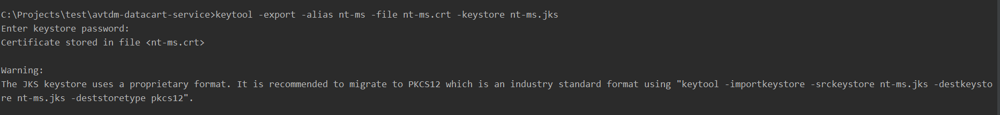 C:\Projects\test\avtdm-datacart-service>keytool -export -alias nt-ms -file nt-ms.crt -keystore nt-ms.jks
Enter keystore password:
Certificate stored in file <nt-ms.crt>
Warning:
The JKS keystore uses a proprietary format. It is recommended to migrate to PKCS12 which is an industry standard format using "keytool -importkeystore -srckeystore nt-ms.jks -destkeysto
re nt-ms.jks -deststoretype pkcs12".